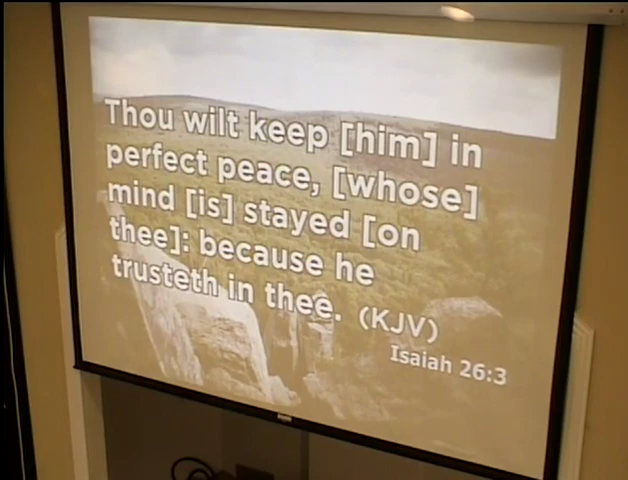 Thou wilt keep [him] in
perfect peace, [whose]
mind [is] stayed [on
thee]: because he
trusteth in thee. (KJV)
Isaiah 26:3